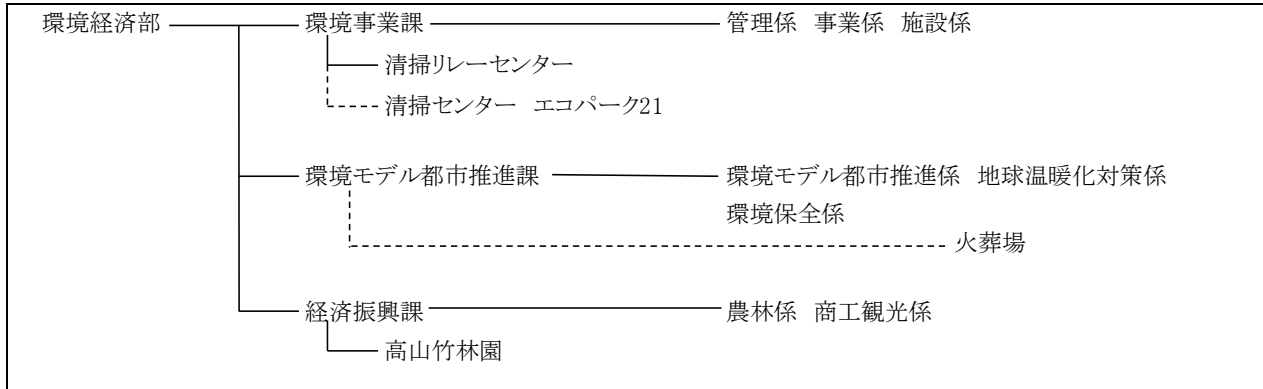 環境経済部 環境事業課 管理係 事業係 施設係
清掃リレーセンター
清掃センター エコパーク21
環境モデル都市推進課 環境モデル都市推進係 地球温暖化対策係
環境保全係
火葬場
経済振興課 農林係 商工観光係
高山竹林園